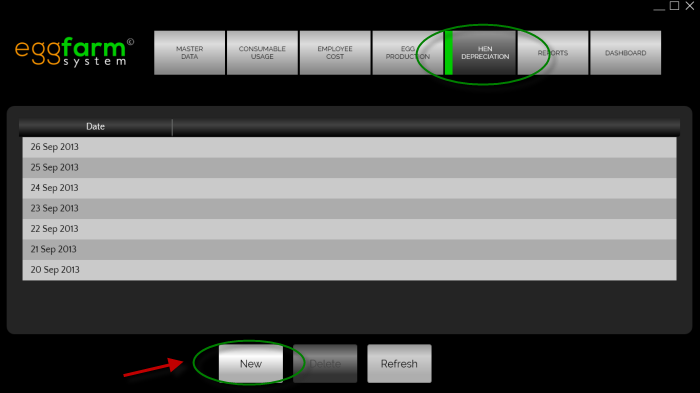 eggfarm©
system
MASTER
DATA
CONSUMABLE
USAGE
EMPLOYEE
COST
EGG
PRODUCTION
HEN
DEPRECIATION
REPORTS
DASHBOARD
Date
26 Sep 2013
25 Sep 2013
24 Sep 2013
23 Sep 2013
22 Sep 2013
21 Sep 2013
20 Sep 2013
New
Delete
Refresh